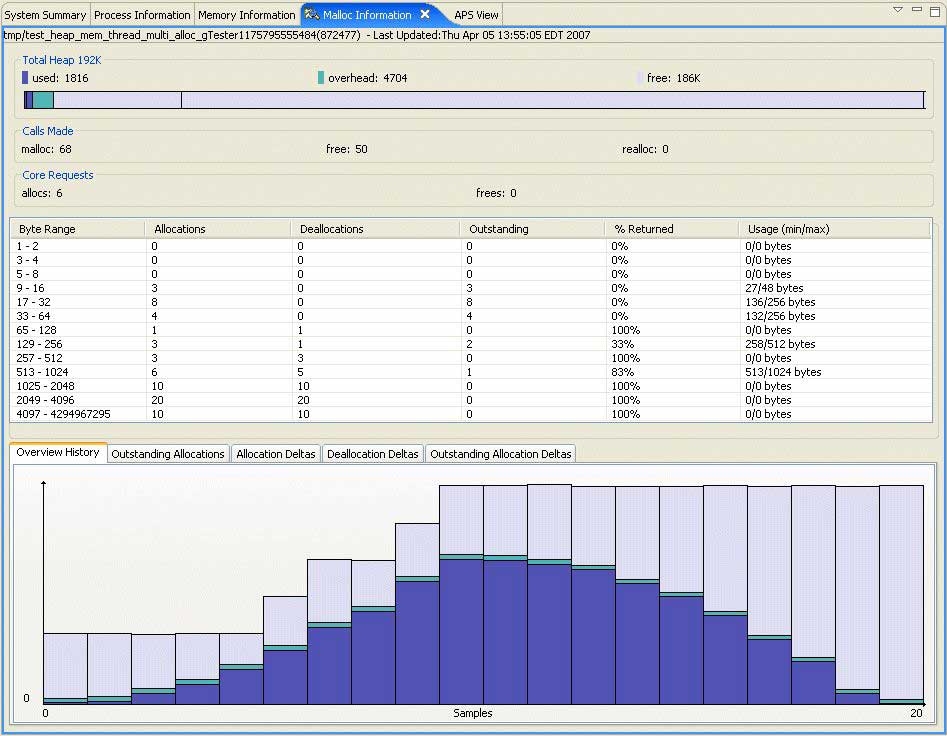 System Summary Process Information Memory Information Malloc Information APS View
tmp/test_heap_mem_thread_multi_alloc_gTester1175795555484(872477) - Last Updated:Thu Apr 05 13:55:05 EDT 2007
Total Heap 192K
used: 1816 overhead: 4704 free: 186K
Calls Made
malloc: 68 free: 50 realloc: 0
Core Requests
allocs: 6 frees: 0
Byte Range Allocations Deallocations Outstanding % Returned Usage (min/max)
1 - 2 0 0 0 0% 0/0 bytes
3 - 4 0 0 0 0% 0/0 bytes
5 - 8 0 0 0 0% 0/0 bytes
9 - 16 3 0 3 0% 27/48 bytes
17 - 32 8 0 8 0% 136/256 bytes
33 - 64 4 0 4 0% 132/256 bytes
65 - 128 1 1 0 100% 0/0 bytes
129 - 256 3 1 2 33% 258/512 bytes
257 - 512 3 3 0 100% 0/0 bytes
513 - 1024 6 5 1 83% 513/1024 bytes
1025 - 2048 10 10 0 100% 0/0 bytes
2049 - 4096 20 20 0 100% 0/0 bytes
4097 - 4294967295 10 10 0 100% 0/0 bytes
Overview History Outstanding Allocations Allocation Deltas Deallocation Deltas Outstanding Allocation Deltas
0
0 Samples 20